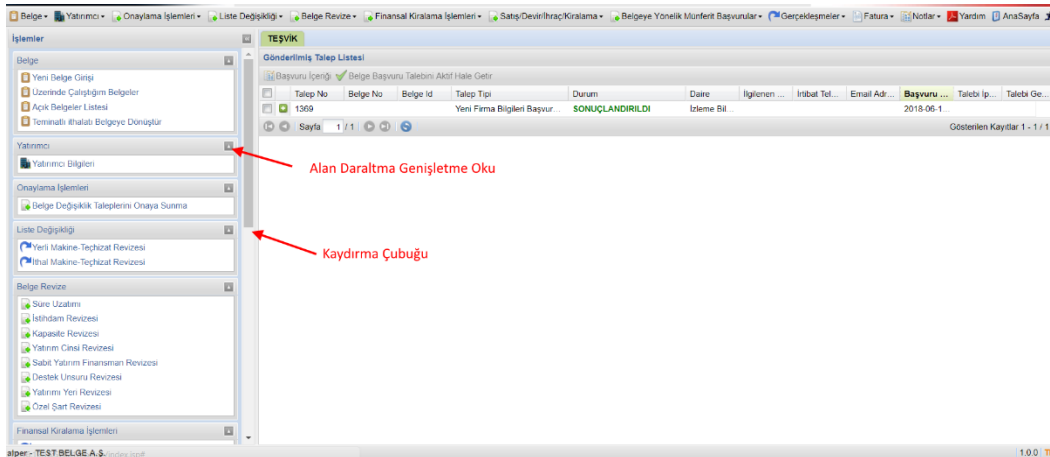 Belge Yatırımcı Onaylama İşlemleri Liste Değişikliği Belge Revize Finansal Kiralama İşlemleri Satış/Devir/İhraç/Kiralama Belgeye Yönelik Münferit Başvurular Gerçekleşmeler Fatura Notlar Yardım AnaSayfa
İşlemler
TEŞVİK
Belge
Yeni Belge Girişi
Üzerinde Çalıştığım Belgeler
Açık Belgeler Listesi
Teminatlı ithalatı Belgeye Dönüştür
Yatırımcı
Yatırımcı Bilgileri
Onaylama İşlemleri
Belge Değişiklik Taleplerini Onaya Sunma
Liste Değişikliği
Yerli Makine-Teçhizat Revizesi
İthal Makine-Teçhizat Revizesi
Belge Revize
Süre Uzatımı
İstihdam Revizesi
Kapasite Revizesi
Yatırım Cinsi Revizesi
Sabit Yatırım Finansman Revizesi
Destek Unsuru Revizesi
Yatırım Yeri Revizesi
Özel Şart Revizesi
Finansal Kiralama İşlemleri
Gönderilmiş Talep Listesi
Başvuru İçeriği Belge Başvuru Talebini Aktif Hale Getir
Talep No Belge No Belge Id Talep Tipi Durum Daire İlgilenen ... İrtibat Tel... Email Adr... Başvuru ... Talebi İp... Talebi Ge...
1369 Yeni Firma Bilgileri Başvur... SONUÇLANDIRILDI İzleme Bil... 2018-06-1...
Sayfa 1 / 1 Gösterilen Kayıtlar 1 - 1 / 1
Alan Daraltma Genişletme Oku
Kaydırma Çubuğu
alper - TEST BELGE A.Ş. 1.0.0